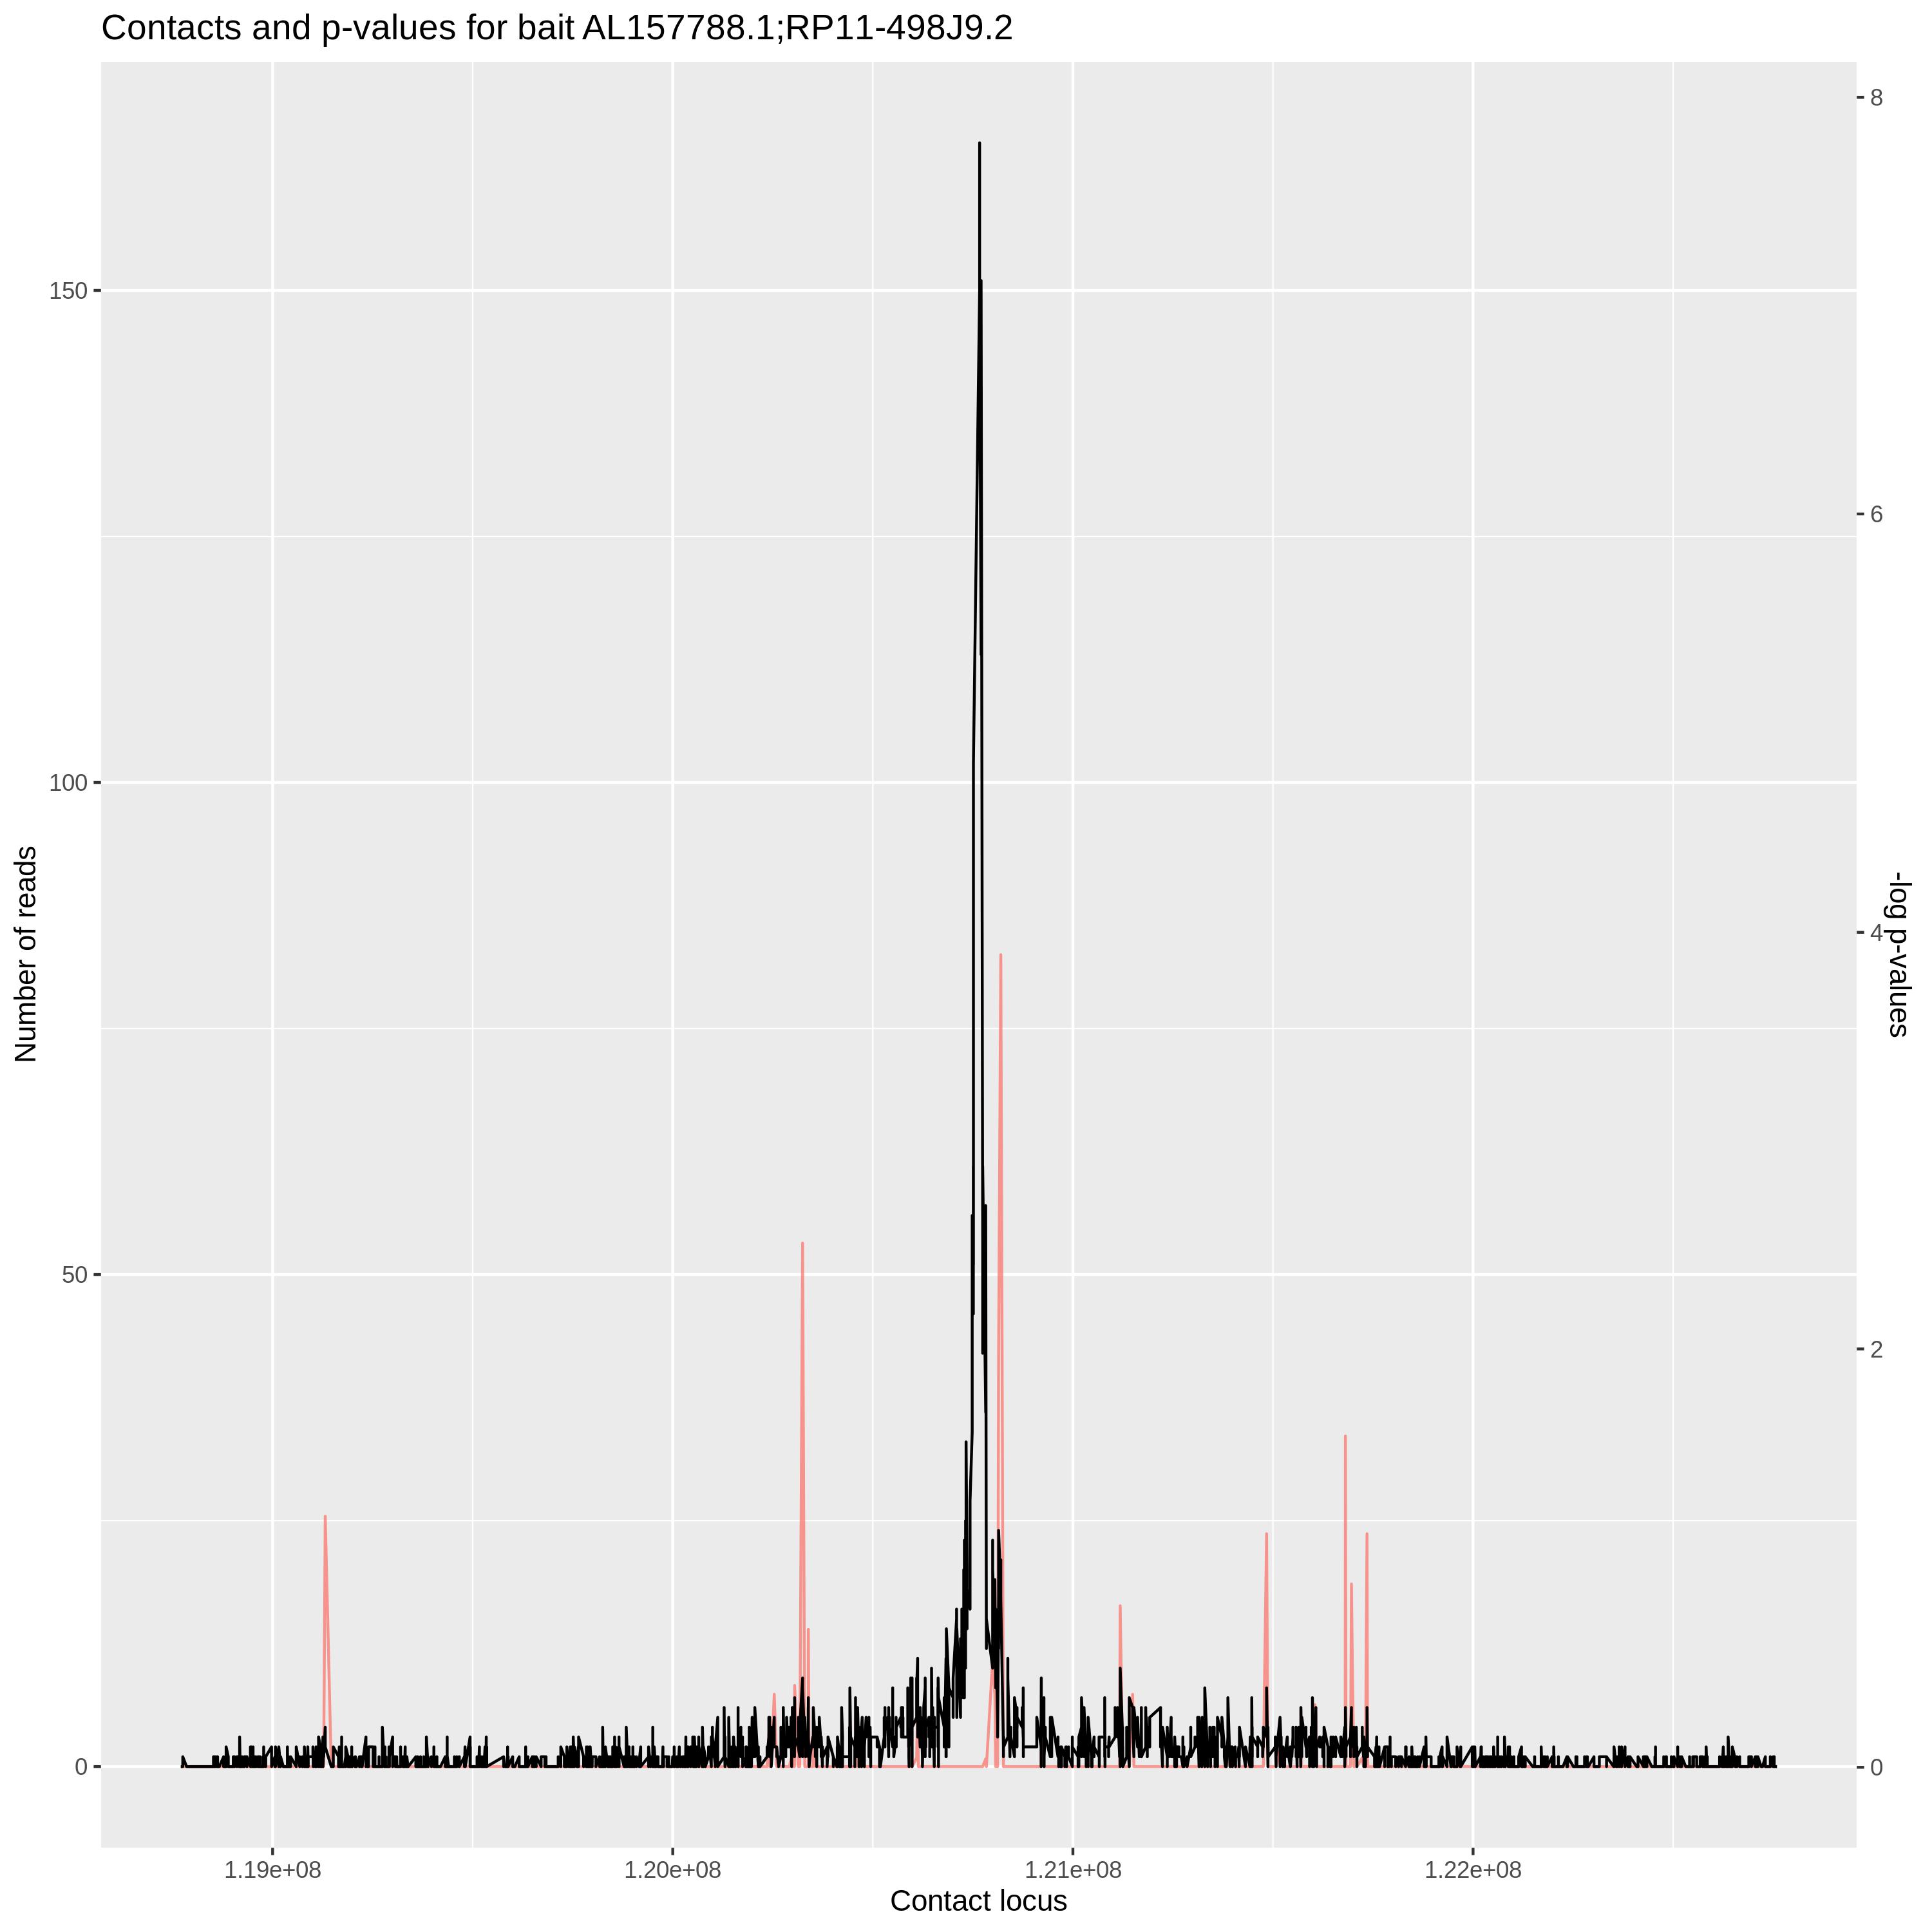 Contacts and p-values for bait AL157788.1;RP11-498J9.2
8
150
6
100
4
50
2
0
0
Number of reads
-log p-values
1.19e+08
1.20e+08
1.21e+08
1.22e+08
Contact locus